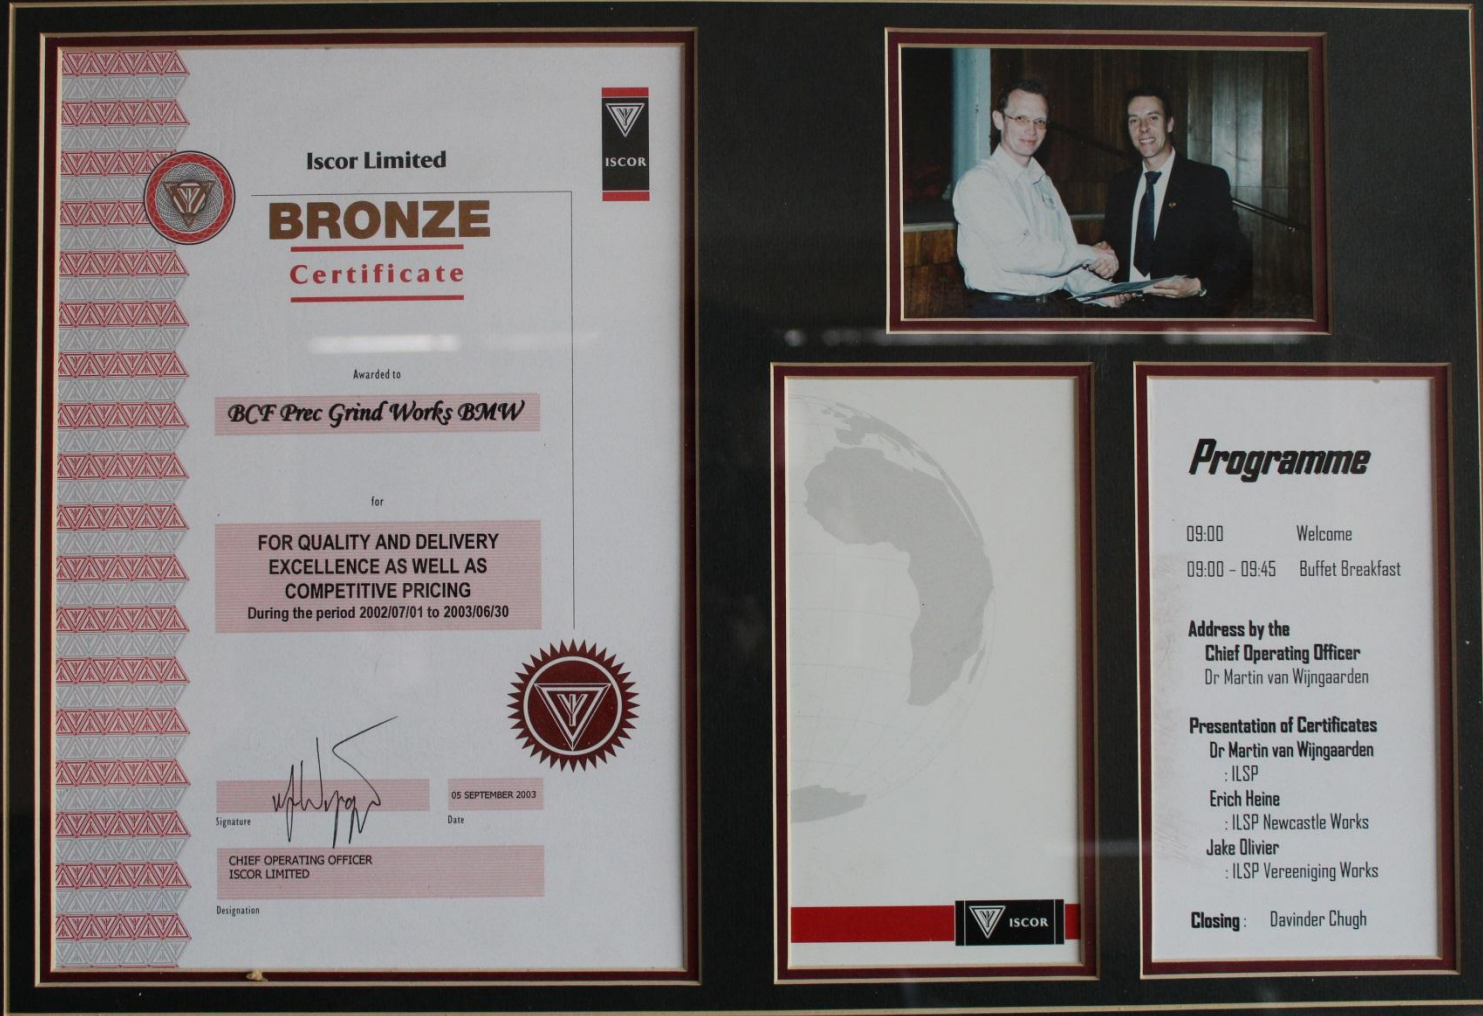 Iscor Limited
ISCOR
BRONZE
Certificate
Awarded to
BCF Prec Grind Works BMW
for
FOR QUALITY AND DELIVERY
EXCELLENCE AS WELL AS
COMPETITIVE PRICING
During the period 2002/07/01 to 2003/06/30
05 SEPTEMBER 2003
Signature
Date
CHIEF OPERATING OFFICER
ISCOR LIMITED
Designation
ISCOR
Programme
09:00 Welcome
09:00 – 09:45 Buffet Breakfast
Address by the
Chief Operating Officer
Dr Martin van Wijngaarden
Presentation of Certificates
Dr Martin van Wijngaarden
: ILSP
Erich Heine
: ILSP Newcastle Works
Jake Olivier
: ILSP Vereeniging Works
Closing : Davinder Chugh